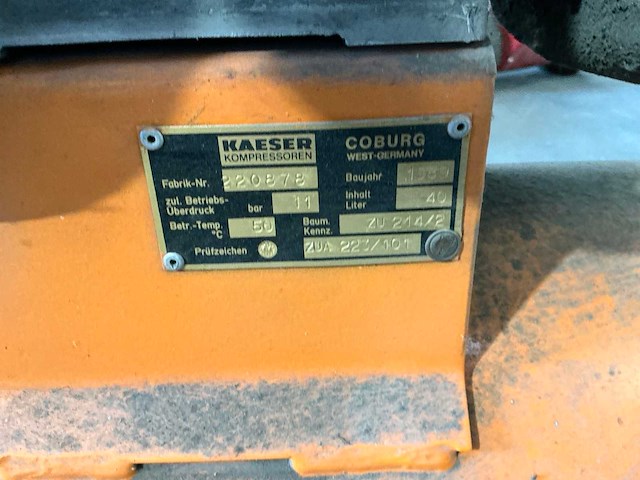 KAESER COBURG
KOMPRESSOREN WEST-GERMANY
Fabrik-Nr. 220878 Baujahr
zul. Betriebs-Überdruck bar 11 Inhalt Liter 40
Betr.-Temp. °C 50 Baum. Kennz. ZU 214/2
Prüfzeichen ZUA 223/101